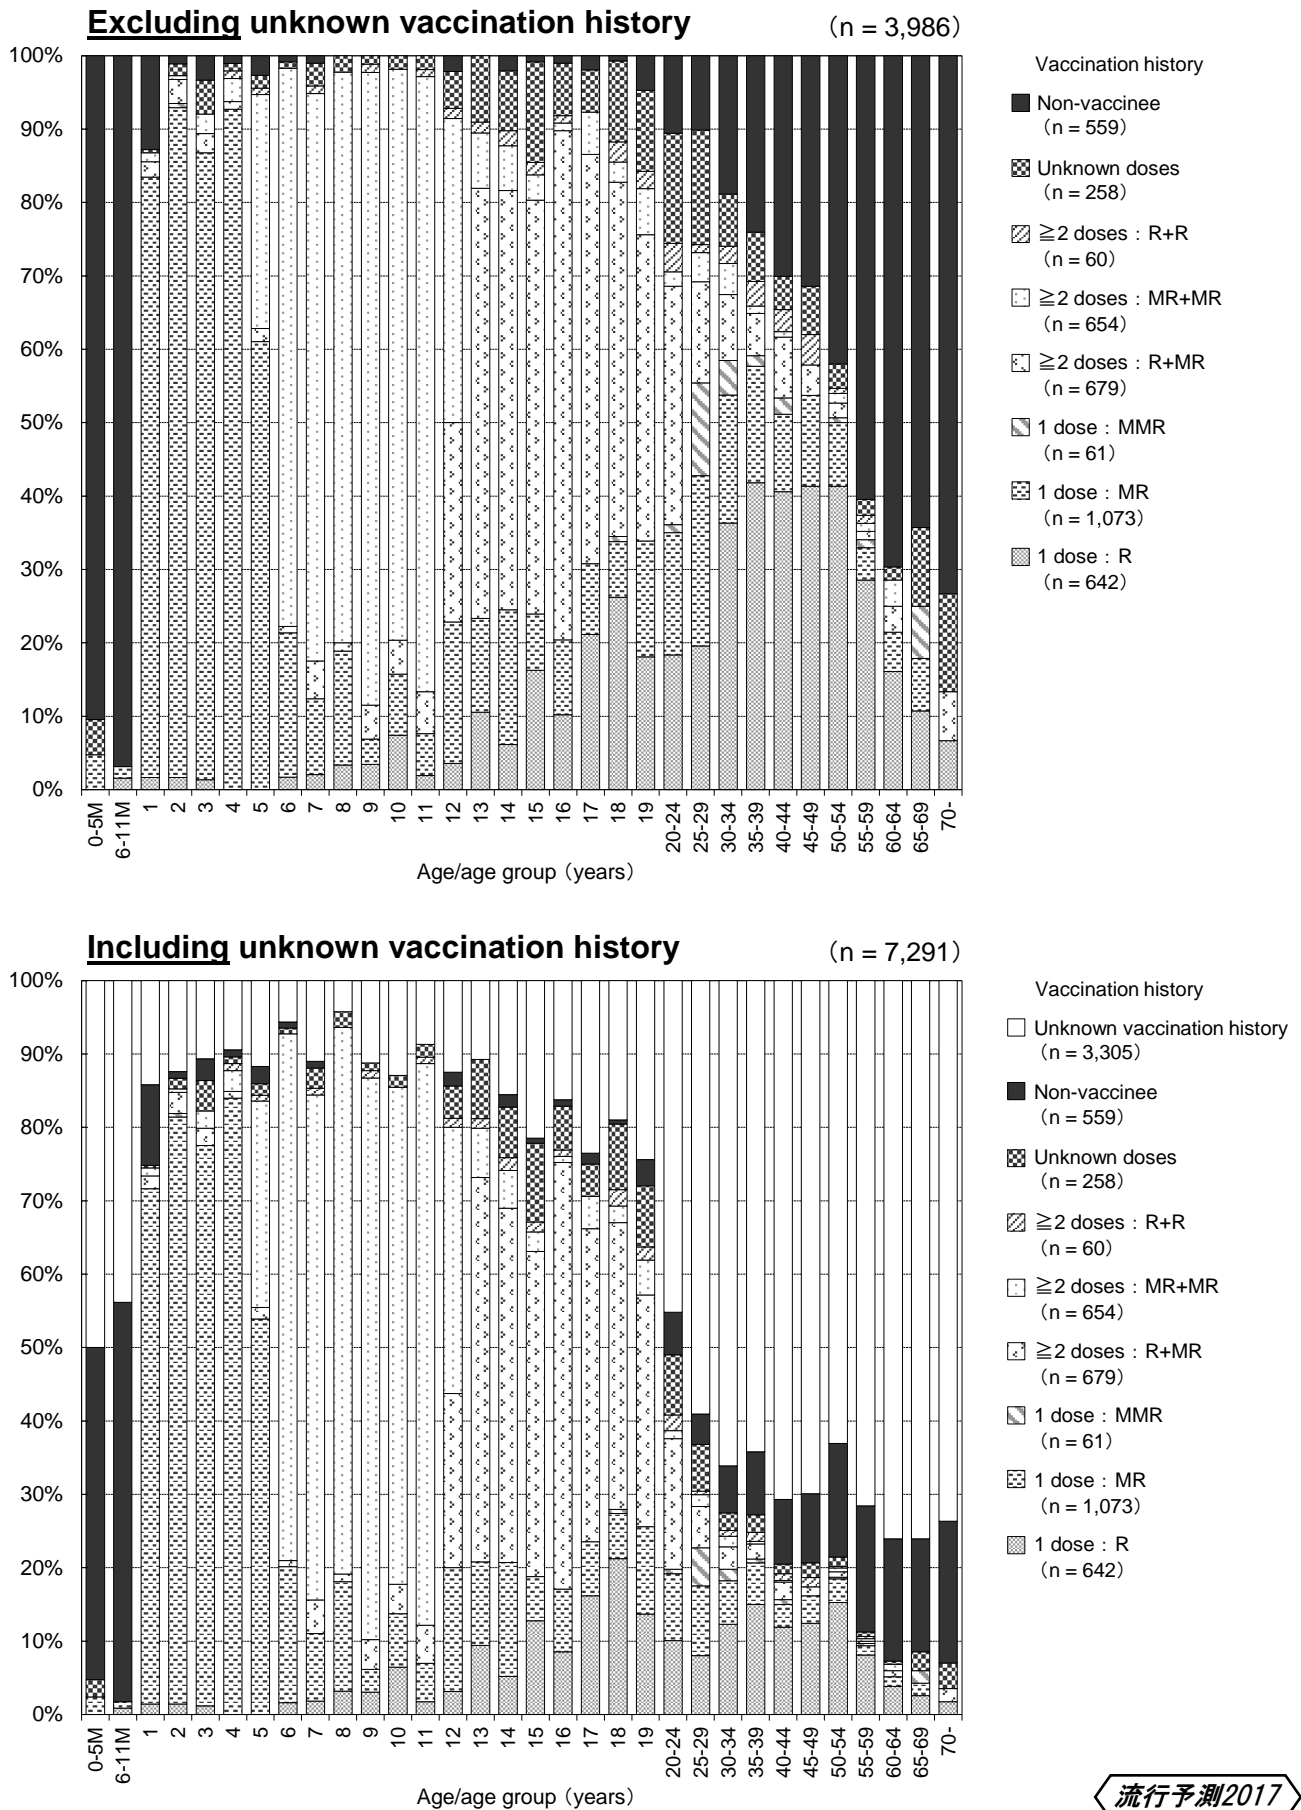 Excluding unknown vaccination history
（n = 3,986）
100%
90%
80%
70%
60%
50%
40%
30%
20%
10%
0%
0-5M
6-11M
1
2
3
4
5
6
7
8
9
10
11
12
13
14
15
16
17
18
19
20-24
25-29
30-34
35-39
40-44
45-49
50-54
55-59
60-64
65-69
70-
Age/age group（years）
Vaccination history
Non-vaccinee
（n = 559）
Unknown doses
（n = 258）
≧2 doses：R+R
（n = 60）
≧2 doses：MR+MR
（n = 654）
≧2 doses：R+MR
（n = 679）
1 dose：MMR
（n = 61）
1 dose：MR
（n = 1,073）
1 dose：R
（n = 642）
Including unknown vaccination history
（n = 7,291）
100%
90%
80%
70%
60%
50%
40%
30%
20%
10%
0%
0-5M
6-11M
1
2
3
4
5
6
7
8
9
10
11
12
13
14
15
16
17
18
19
20-24
25-29
30-34
35-39
40-44
45-49
50-54
55-59
60-64
65-69
70-
Age/age group（years）
Vaccination history
Unknown vaccination history
（n = 3,305）
Non-vaccinee
（n = 559）
Unknown doses
（n = 258）
≧2 doses：R+R
（n = 60）
≧2 doses：MR+MR
（n = 654）
≧2 doses：R+MR
（n = 679）
1 dose：MMR
（n = 61）
1 dose：MR
（n = 1,073）
1 dose：R
（n = 642）
流行予測2017